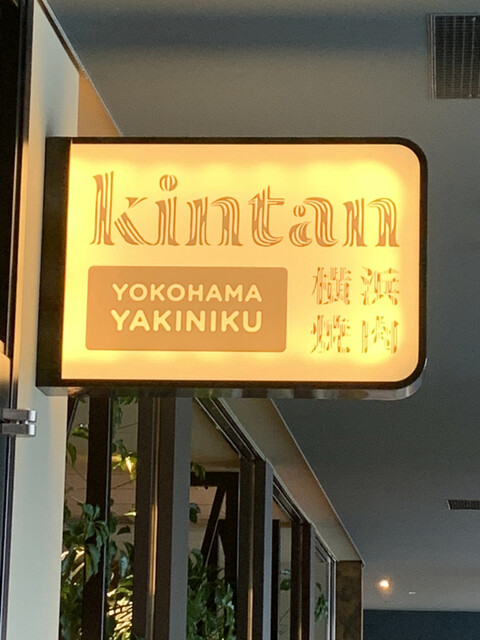 kintan
YOKOHAMA
YAKINIKU
横浜
焼肉